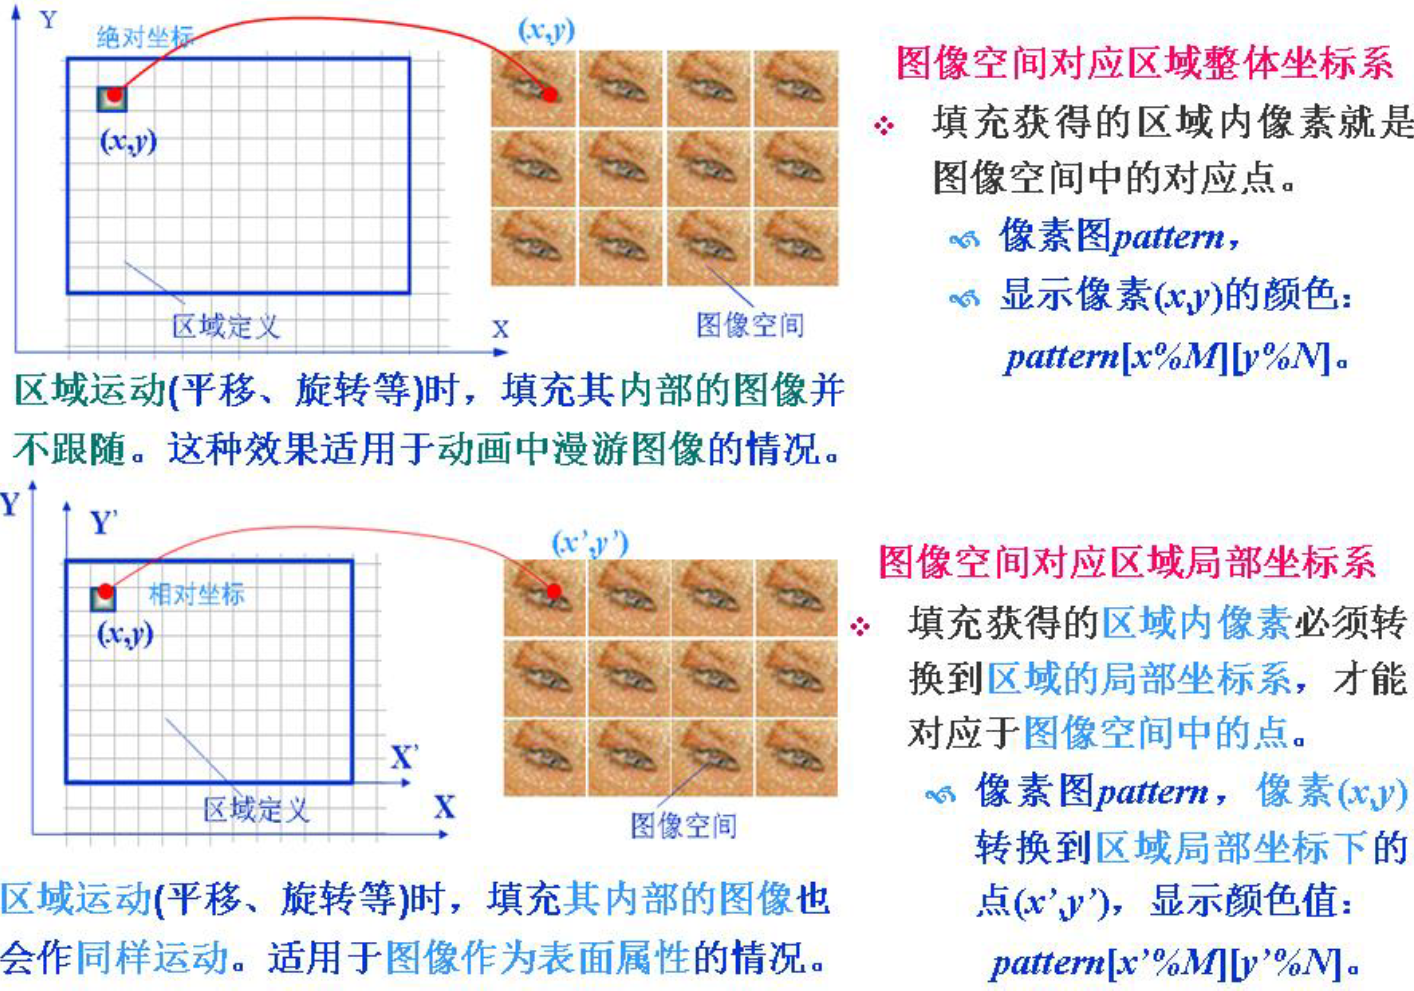 Y
绝对坐标
(x,y)
(x,y)
区域定义
X
图像空间
图像空间对应区域整体坐标系
填充获得的区域内像素就是
图像空间中的对应点。
像素图pattern，
显示像素(x,y)的颜色：
pattern[x%M][y%N]。
区域运动(平移、旋转等)时，填充其内部的图像并
不跟随。这种效果适用于动画中漫游图像的情况。
Y
Y’
相对坐标
(x,y)
(x’,y’)
X’
X
区域定义
图像空间
图像空间对应区域局部坐标系
填充获得的区域内像素必须转
换到区域的局部坐标系，才能
对应于图像空间中的点。
像素图pattern，像素(x,y)
转换到区域局部坐标下的
点(x’,y’)，显示颜色值：
pattern[x’%M][y’%N]。
区域运动(平移、旋转等)时，填充其内部的图像也
会作同样运动。适用于图像作为表面属性的情况。